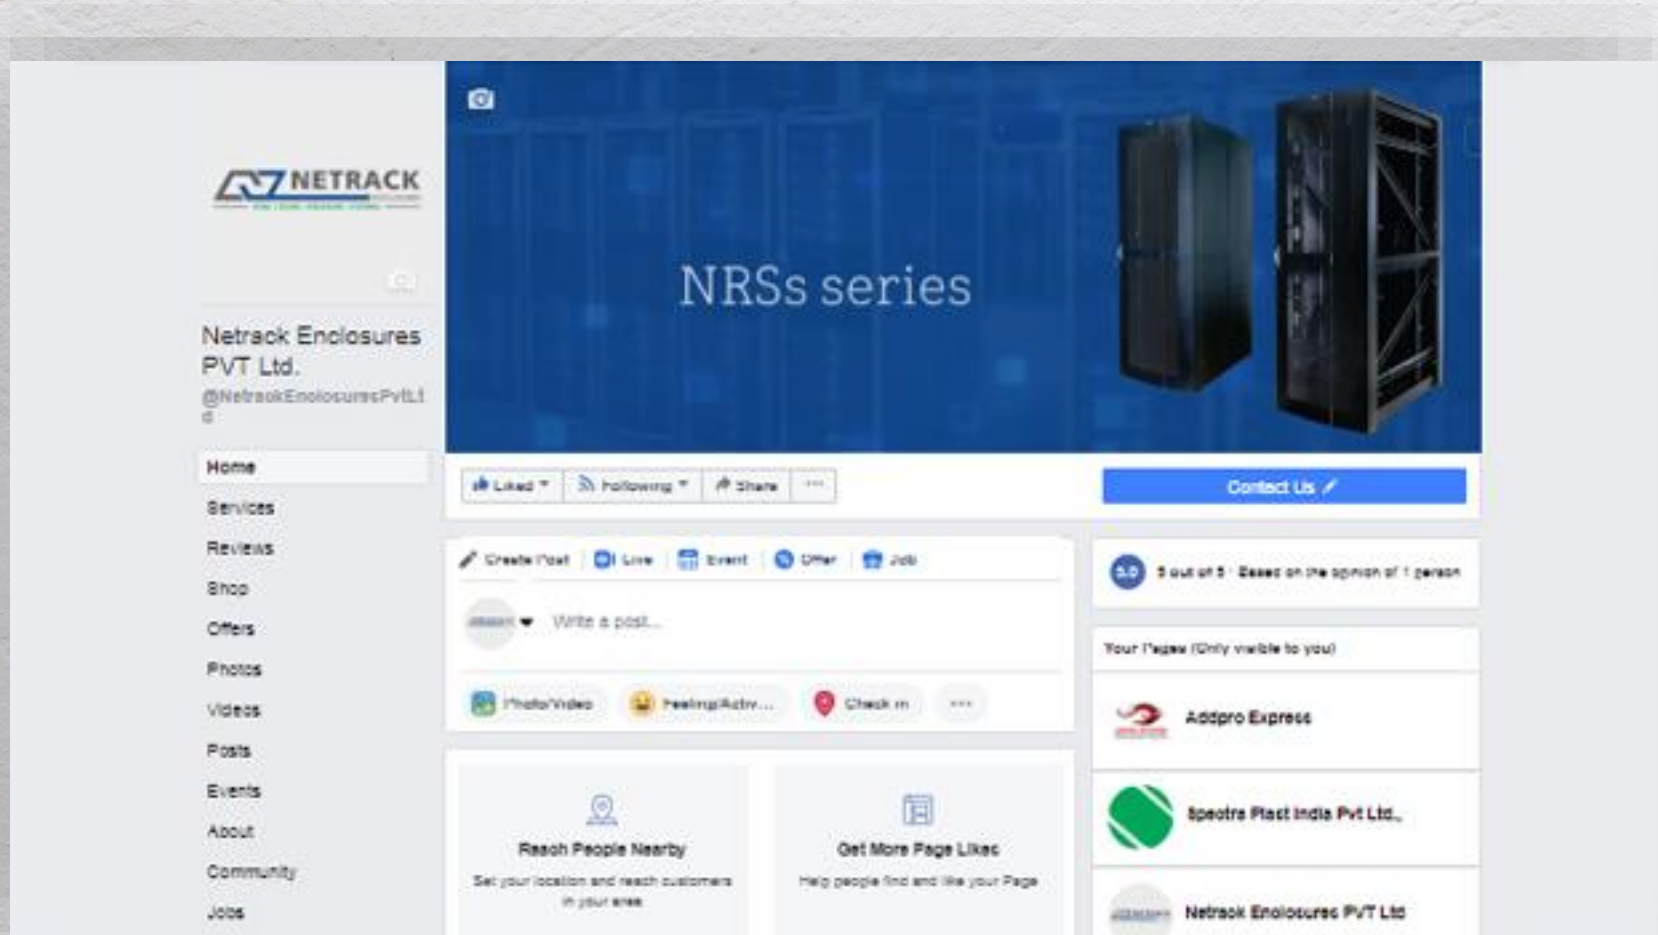 NETRACK
Netrack Enclosures
PVT Ltd.
@NetrackEnclosuresPvtLt
d
Home
Services
Reviews
Shop
Offers
Photos
Videos
Posts
Events
About
Community
Jobs
NRSs series
Liked Following Share ...
Contact Us
Create Post Live Event Offer Job
Write a post...
Photo/Video Feeling/Activ... Check in ...
Reach People Nearby
Set your location and reach customers
in your area
Get More Page Likes
Help people find and like your Page
5.0 5 out of 5 · Based on the opinion of 1 person
Your Pages (Only visible to you)
Addpro Express
Spectra Plast India Pvt Ltd.,
Netrack Enclosures PVT Ltd